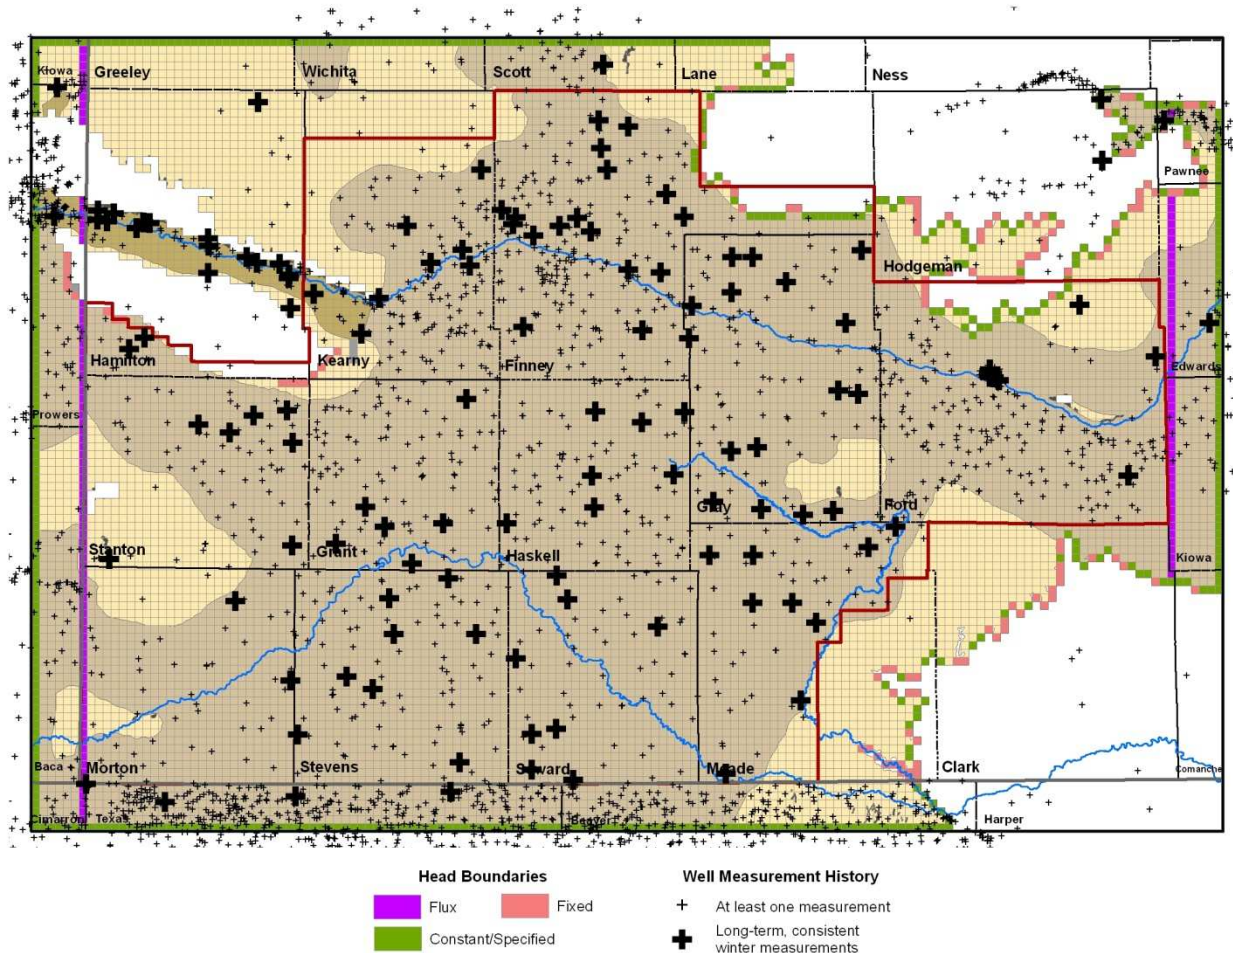 Kiowa
Greeley
Wichita
Scott
Lane
Ness
Pawnee
Hodgeman
Hamilton
Kearny
Finney
Edwards
Prowers
Gray
Ford
Stanton
Grant
Haskell
Kiowa
Baca
Morton
Stevens
Seward
Meade
Clark
Comanche
Cimarron
Texas
Beaver
Harper
Head Boundaries
Well Measurement History
Flux
Fixed
At least one measurement
Constant/Specified
Long-term, consistent
winter measurements